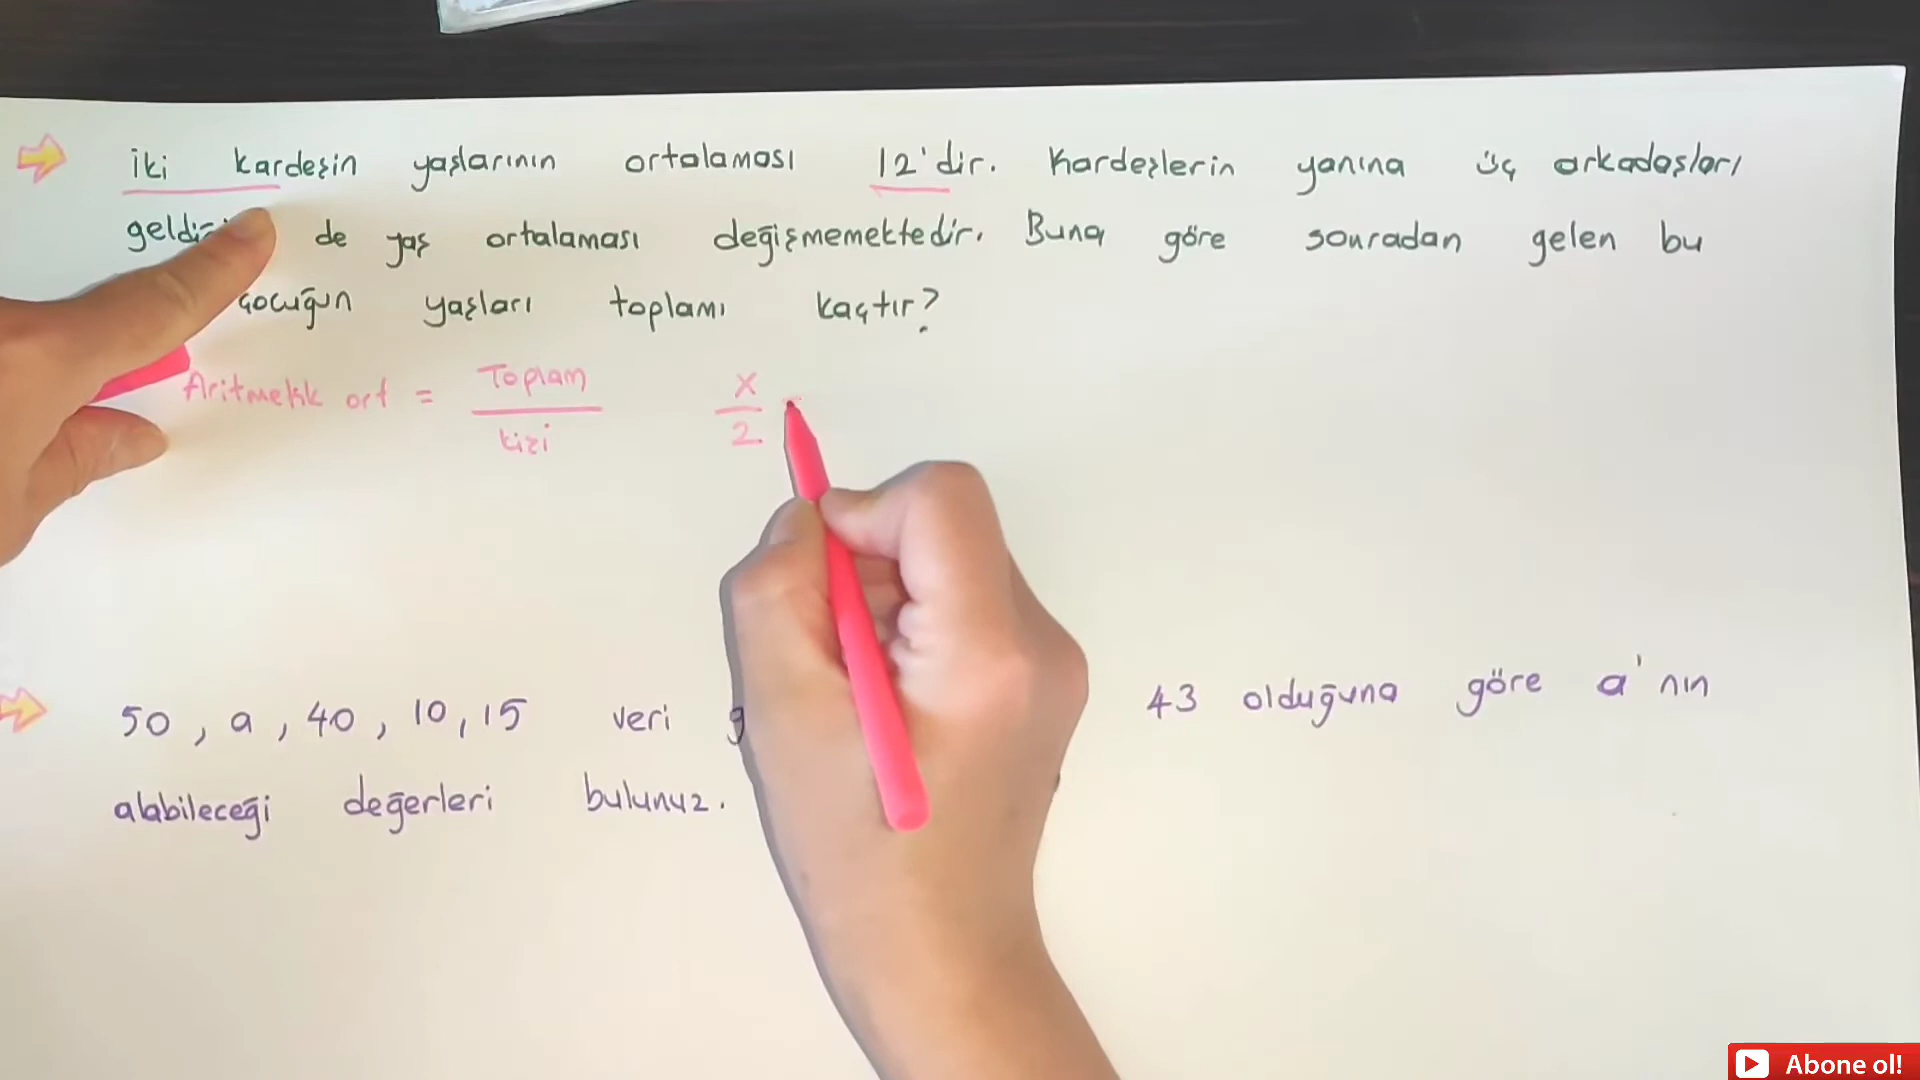 İki kardeşin yaşlarının ortalaması 12'dir. Kardeşlerin yanına üç arkadaşları
de yaş ortalaması değişmemektedir. Buna göre sonradan gelen bu
çocuğun yaşları toplamı kaçtır?
Aritmetik ort = Toplam / kişi x / 2
50, a, 40, 10, 15 veri 43 olduğuna göre a'nın
alabileceği değerleri bulunuz.
Abone ol!